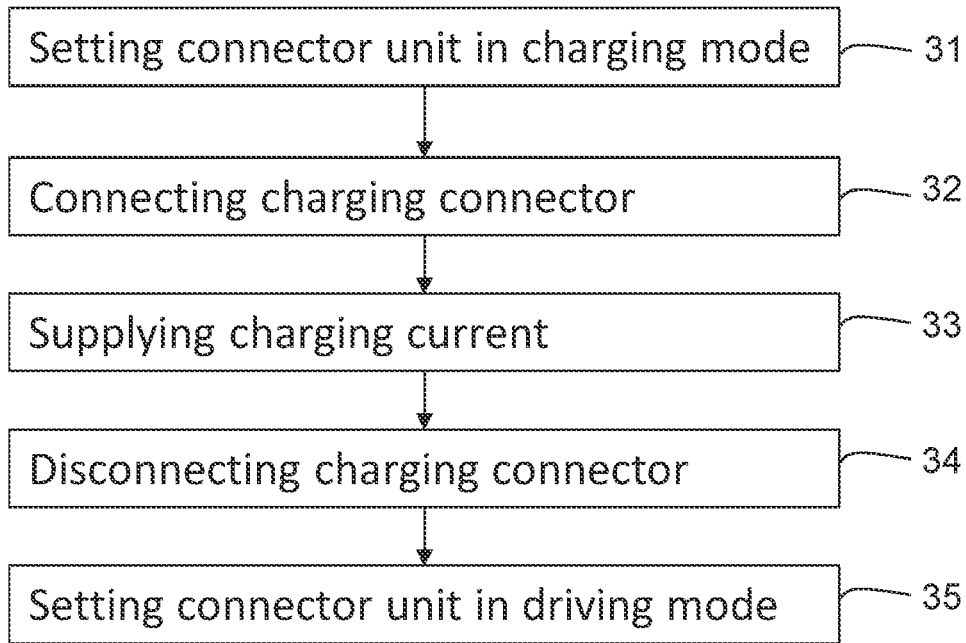 Setting connector unit in charging mode 31
Connecting charging connector 32
Supplying charging current 33
Disconnecting charging connector 34
Setting connector unit in driving mode 35